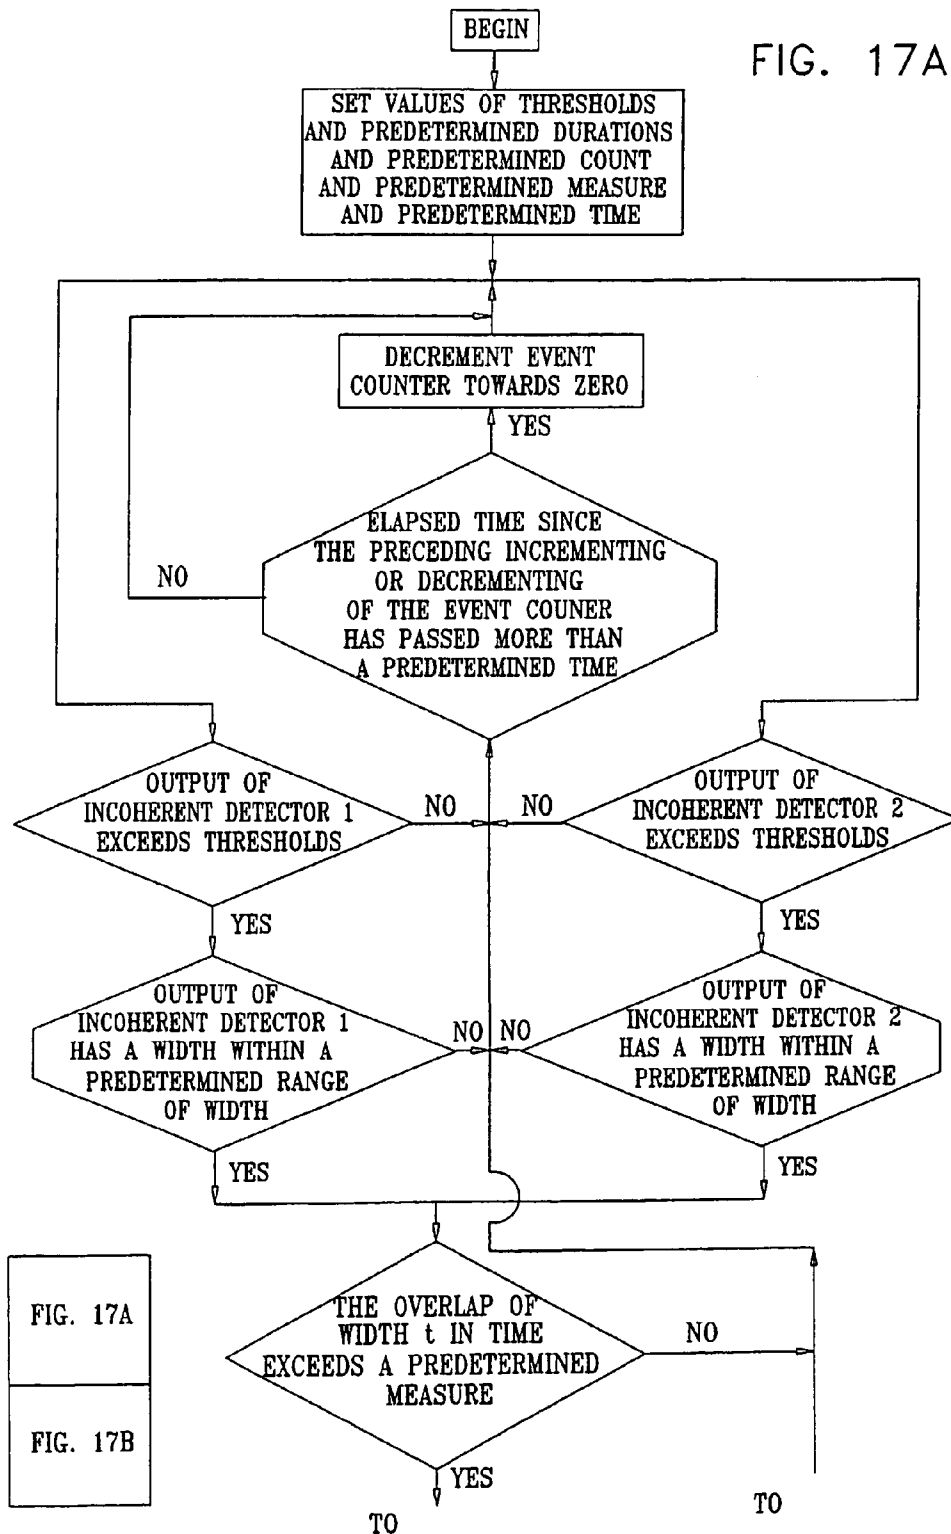 BEGIN
FIG. 17A
SET VALUES OF THRESHOLDS
AND PREDETERMINED DURATIONS
AND PREDETERMINED COUNT
AND PREDETERMINED MEASURE
AND PREDETERMINED TIME
DECREMENT EVENT
COUNTER TOWARDS ZERO
YES
ELAPSED TIME SINCE
THE PRECEDING INCREMENTING
OR DECREMENTING
OF THE EVENT COUNER
HAS PASSED MORE THAN
A PREDETERMINED TIME
NO
OUTPUT OF
INCOHERENT DETECTOR 1
EXCEEDS THRESHOLDS
NO
NO
OUTPUT OF
INCOHERENT DETECTOR 2
EXCEEDS THRESHOLDS
YES
YES
OUTPUT OF
INCOHERENT DETECTOR 1
HAS A WIDTH WITHIN A
PREDETERMINED RANGE
OF WIDTH
NO
NO
OUTPUT OF
INCOHERENT DETECTOR 2
HAS A WIDTH WITHIN A
PREDETERMINED RANGE
OF WIDTH
YES
YES
THE OVERLAP OF
WIDTH t IN TIME
EXCEEDS A PREDETERMINED
MEASURE
NO
YES
TO
TO
FIG. 17A
FIG. 17B